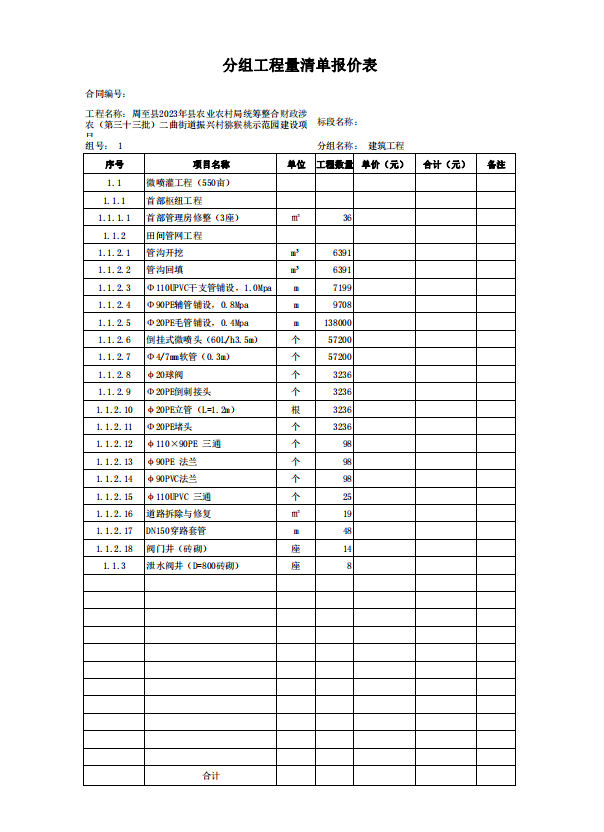 分组工程量清单报价表
合同编号:
工程名称: 周至县2023年县农业农村局统筹整合财政涉
农（第三十三批）二曲街道振兴村猕猴桃示范园建设项
标段名称:
组号: 1
分组名称: 建筑工程
序号 项目名称 单位 工程数量 单价（元） 合计（元） 备注
1.1 微喷灌工程（550亩）
1.1.1 首部枢纽工程
1.1.1.1 首部管理房修整（3座） ㎡ 36
1.1.2 田间管网工程
1.1.2.1 管沟开挖 m³ 6391
1.1.2.2 管沟回填 m³ 6391
1.1.2.3 Φ110UPVC干支管铺设，1.0Mpa m 7199
1.1.2.4 Φ90PE辅管铺设，0.8Mpa m 9708
1.1.2.5 Φ20PE毛管铺设，0.4Mpa m 138000
1.1.2.6 倒挂式微喷头（60L/h3.5m） 个 57200
1.1.2.7 Φ4/7mm软管（0.3m） 个 57200
1.1.2.8 φ20球阀 个 3236
1.1.2.9 Φ20PE倒刺接头 个 3236
1.1.2.10 φ20PE立管（L=1.2m） 根 3236
1.1.2.11 Φ20PE堵头 个 3236
1.1.2.12 φ110×90PE 三通 个 98
1.1.2.13 φ90PE 法兰 个 98
1.1.2.14 φ90PVC法兰 个 98
1.1.2.15 φ110UPVC 三通 个 25
1.1.2.16 道路拆除与修复 ㎡ 19
1.1.2.17 DN150穿路套管 m 48
1.1.2.18 阀门井（砖砌） 座 14
1.1.3 泄水阀井（D=800砖砌） 座 8
合计